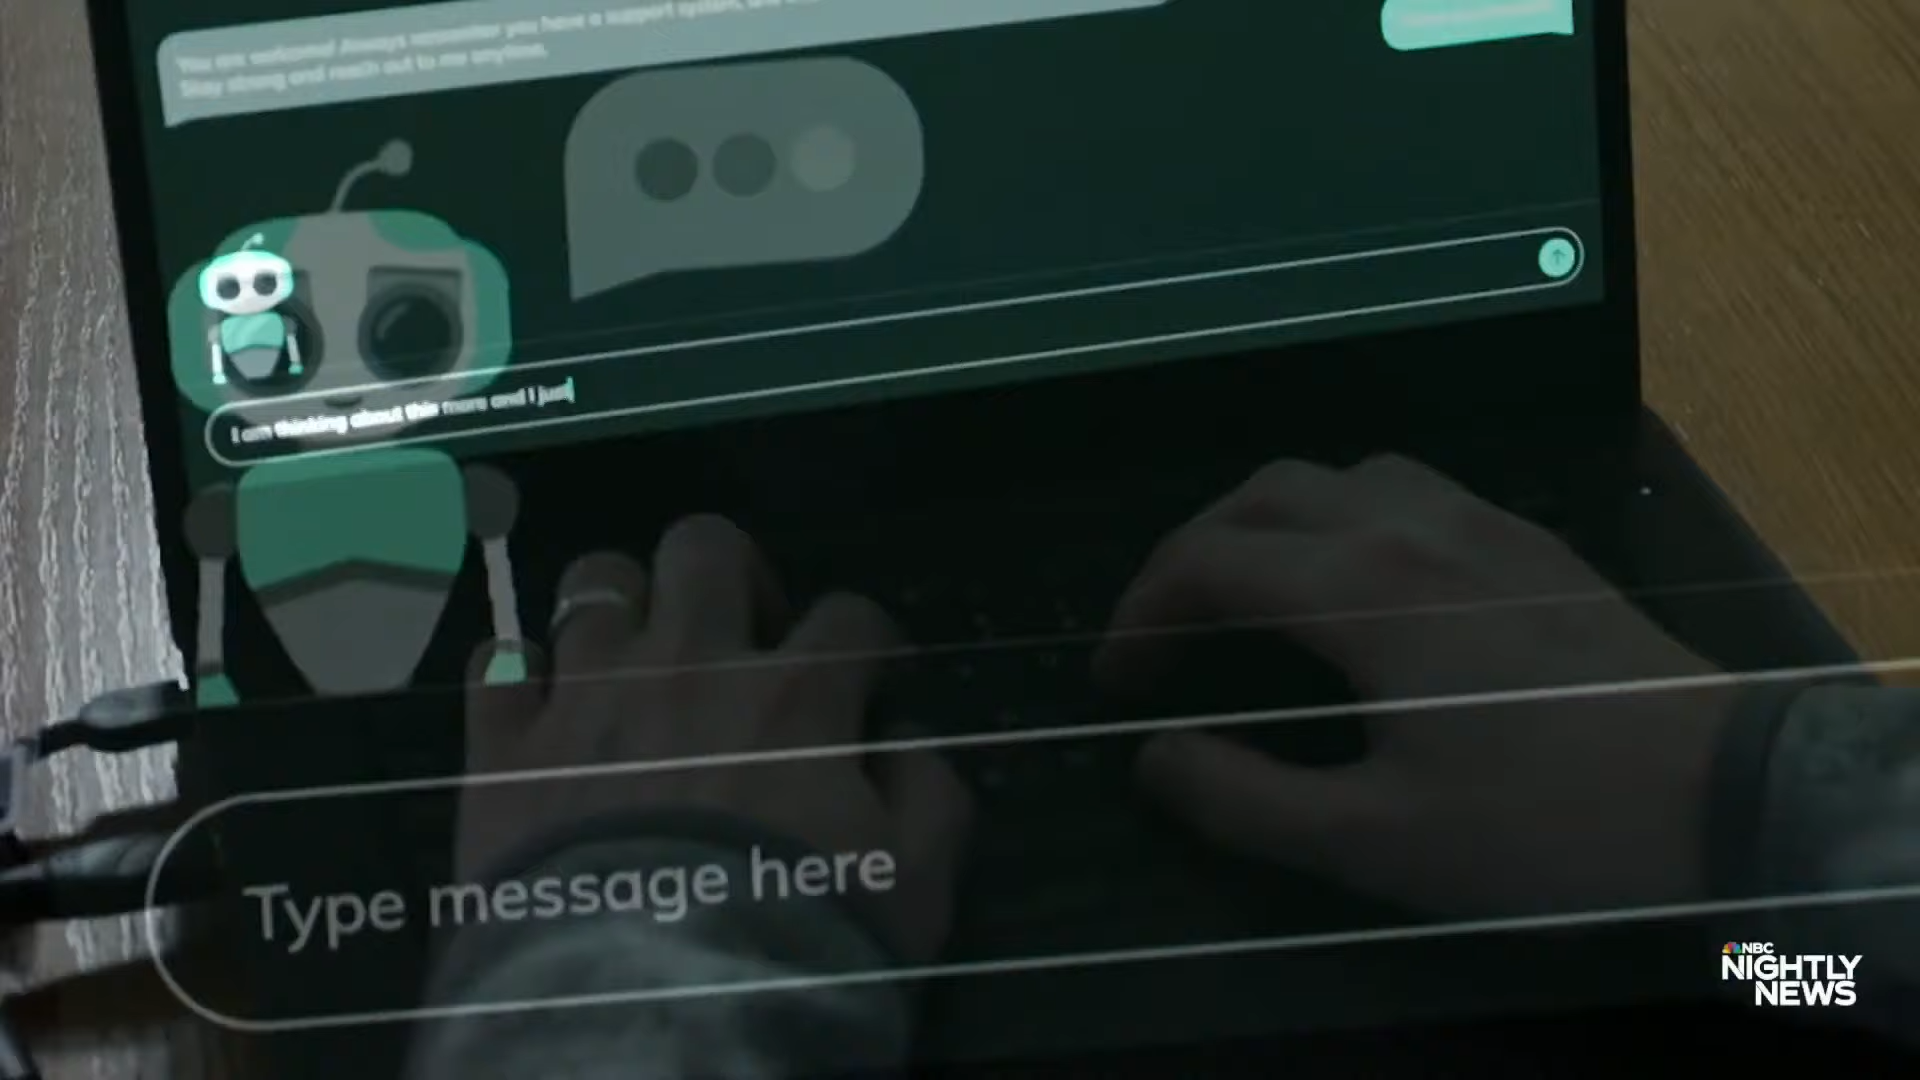 You are welcome! Always remember you have a support system, and
Stay strong and reach out to me anytime.
I am thinking about this more and I just
Type message here
NBC
NIGHTLY
NEWS